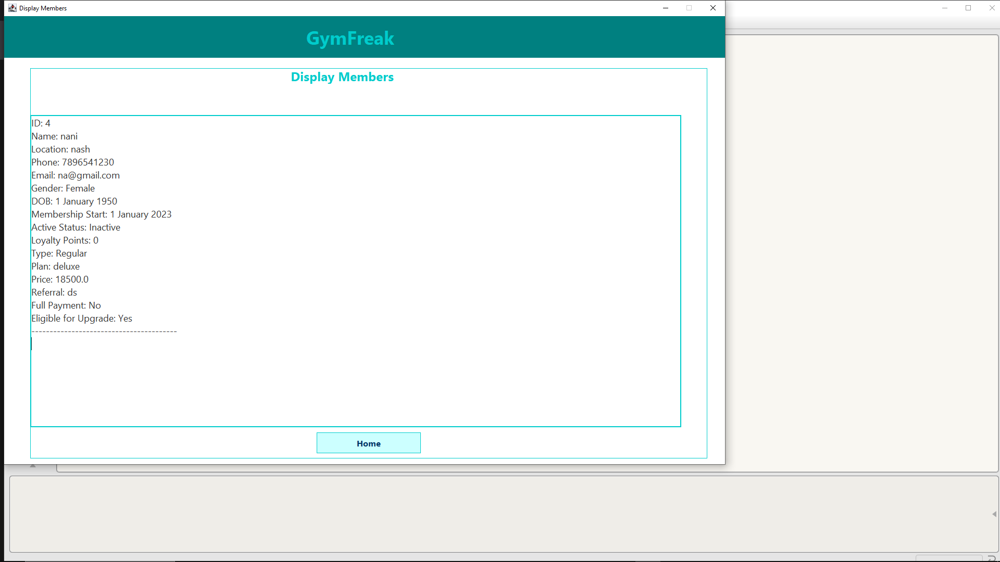 Display Members
GymFreak
Display Members
ID: 4
Name: nani
Location: nash
Phone: 7896541230
Email: na@gmail.com
Gender: Female
DOB: 1 January 1950
Membership Start: 1 January 2023
Active Status: Inactive
Loyalty Points: 0
Type: Regular
Plan: deluxe
Price: 18500.0
Referral: ds
Full Payment: No
Eligible for Upgrade: Yes
----------------------------------------
Home